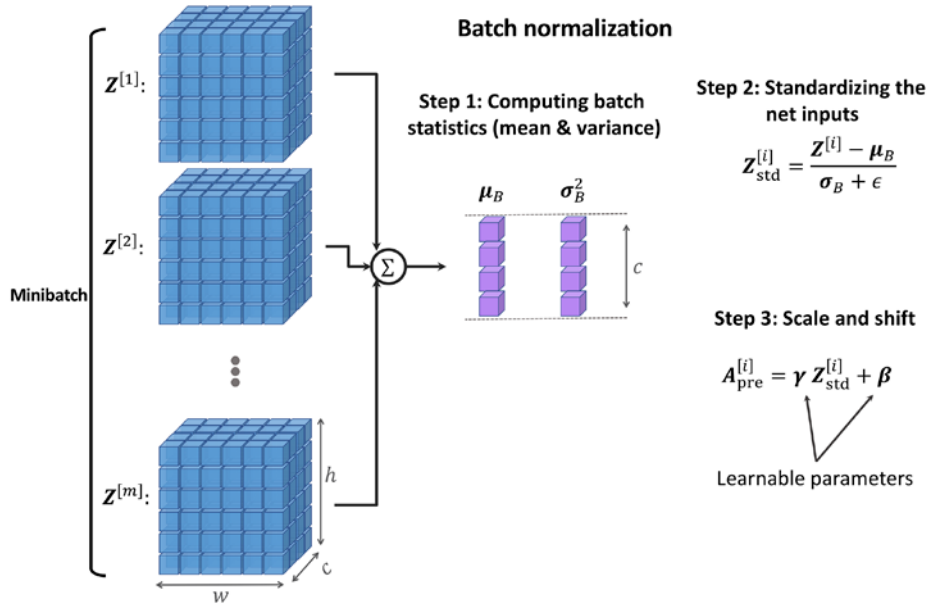 Batch normalization
Minibatch
Z^[1]:
Z^[2]:
Z^[m]:
h
c
w
Σ
Step 1: Computing batch
statistics (mean & variance)
μ_B σ_B^2
c
Step 2: Standardizing the
net inputs
Z_std^[i] = (Z^[i] − μ_B) / (σ_B + ϵ)
Step 3: Scale and shift
A_pre^[i] = γ Z_std^[i] + β
Learnable parameters